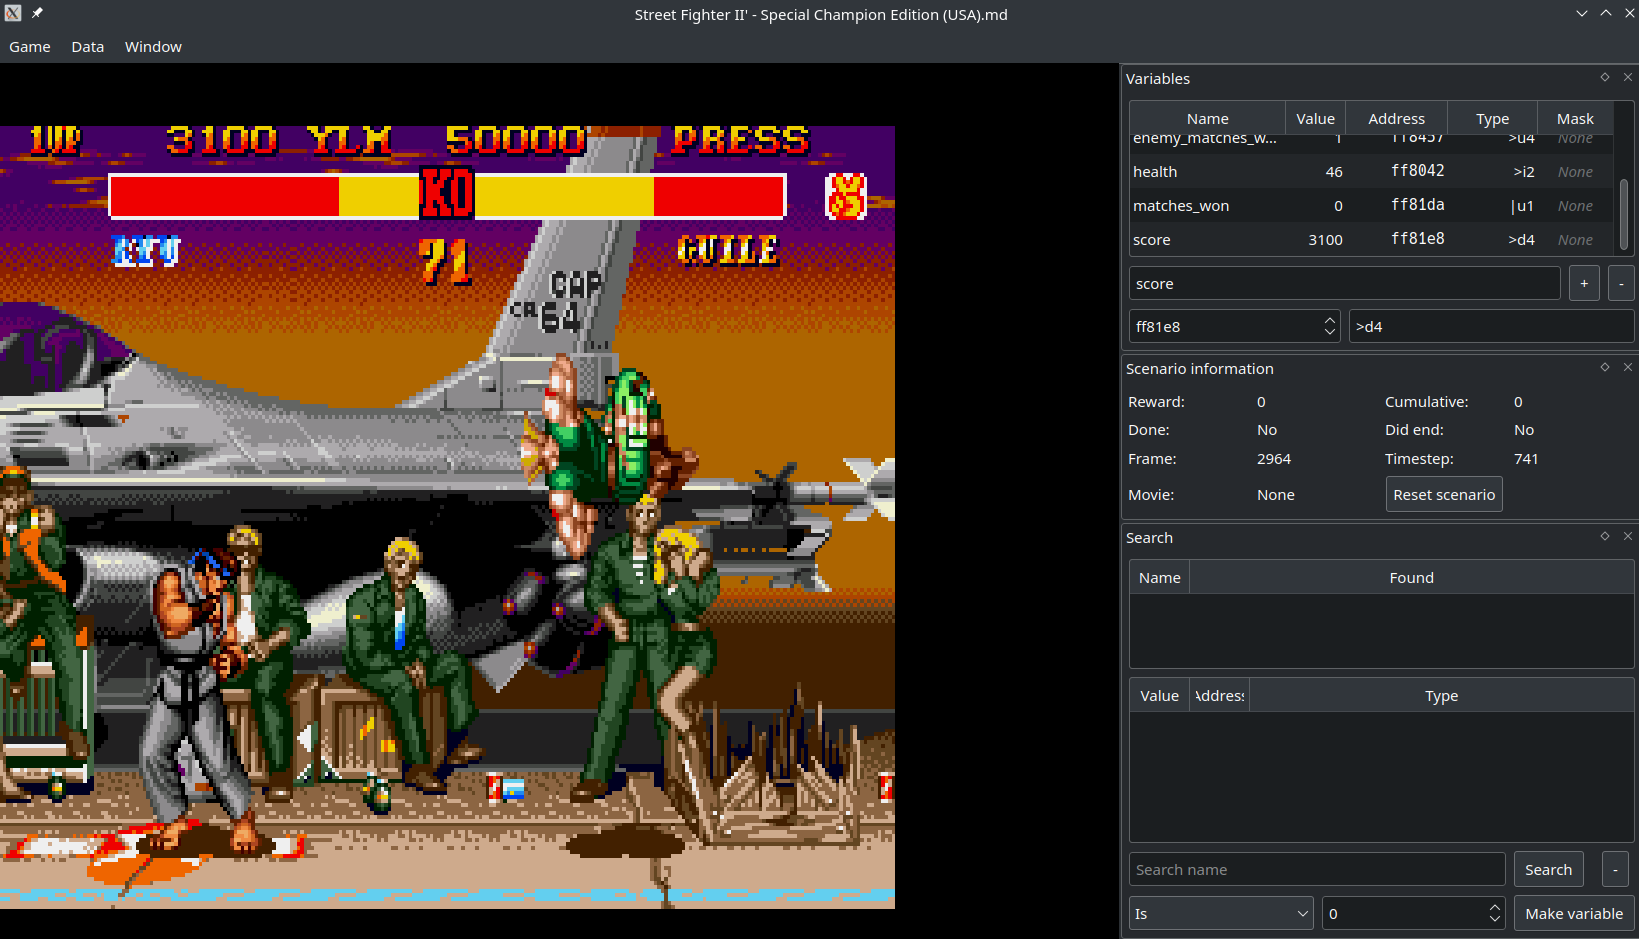 Street Fighter II' - Special Champion Edition (USA).md
Game Data Window
1UP 3100 YLM 50000 PRESS
KO
RYU 71 GUILE
CAP
CA 64
Variables
Name Value Address Type Mask
enemy_matches_w... 1 ff8457 >u4 None
health 46 ff8042 >i2 None
matches_won 0 ff81da |u1 None
score 3100 ff81e8 >d4 None
score + -
ff81e8 >d4
Scenario information
Reward: 0 Cumulative: 0
Done: No Did end: No
Frame: 2964 Timestep: 741
Movie: None Reset scenario
Search
Name Found
Value Address Type
Search name Search -
Is 0 Make variable